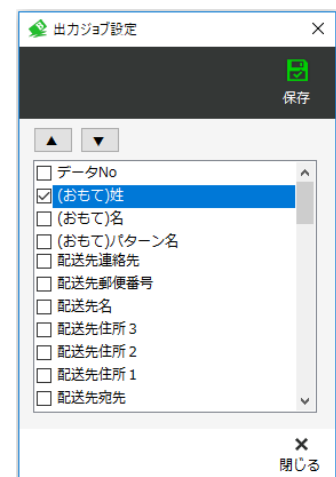 出力ジョブ設定
保存
▲ ▼
データNo
(おもて)姓
(おもて)名
(おもて)パターン名
配送先連絡先
配送先郵便番号
配送先名
配送先住所3
配送先住所2
配送先住所1
配送先宛先
閉じる